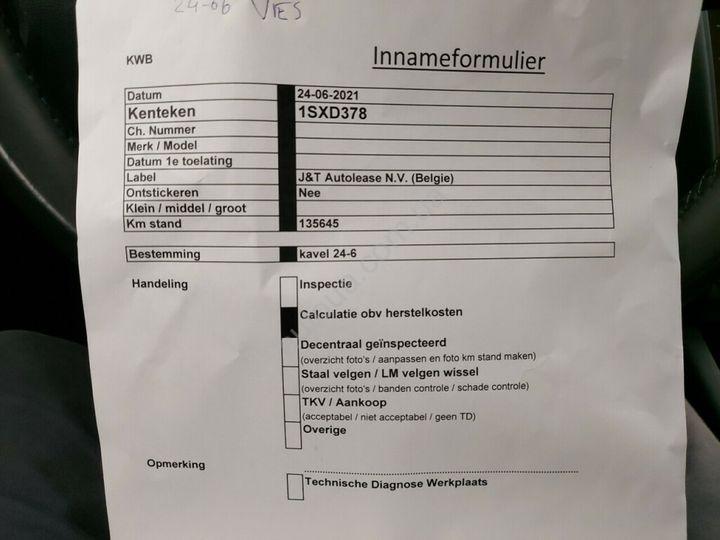 24-06 VIES
KWB
Innameformulier
Datum 24-06-2021
Kenteken 1SXD378
Ch. Nummer
Merk / Model
Datum 1e toelating
Label J&T Autolease N.V. (Belgie)
Ontstickeren Nee
Klein / middel / groot
Km stand 135645
Bestemming kavel 24-6
Handeling Inspectie
Calculatie obv herstelkosten
Decentraal geïnspecteerd
(overzicht foto's / aanpassen en foto km stand maken)
Staal velgen / LM velgen wissel
(overzicht foto's / banden controle / schade controle)
TKV / Aankoop
(acceptabel / niet acceptabel / geen TD)
Overige
Opmerking
Technische Diagnose Werkplaats